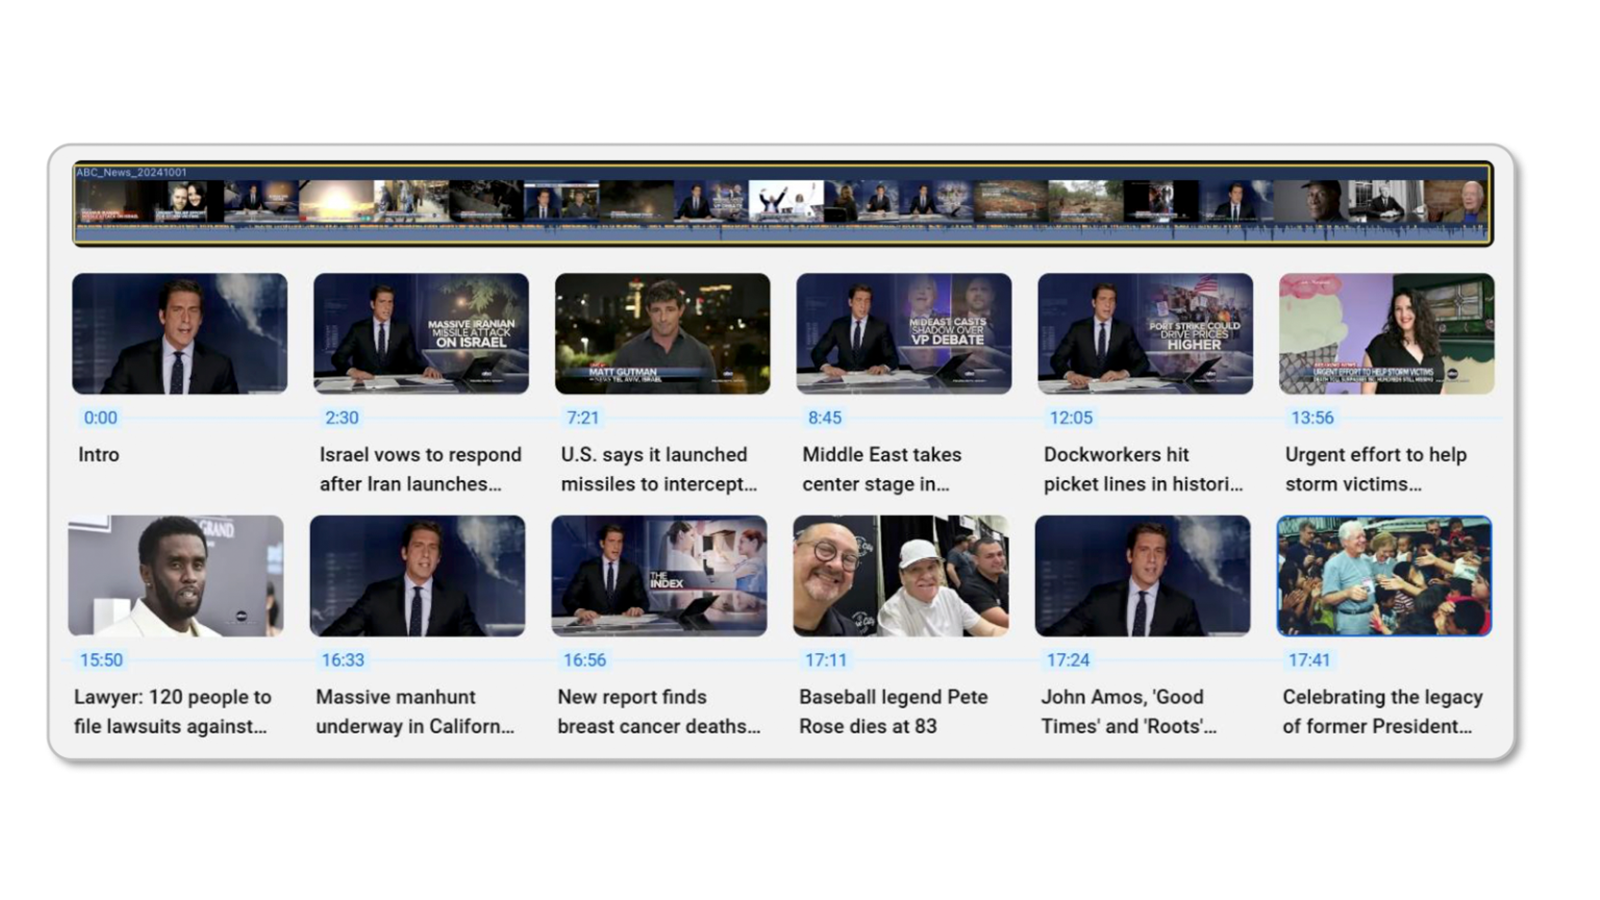 ABC_News_20241001
MASSIVE IRANIAN
MISSILE ATTACK
ON ISRAEL
MATT GUTMAN
TEL AVIV, ISRAEL
MIDEAST CASTS
SHADOW OVER
VP DEBATE
PORT STRIKE COULD
DRIVE PRICES
HIGHER
URGENT EFFORT TO HELP STORM VICTIMS
0:00
2:30
7:21
8:45
12:05
13:56
Intro
Israel vows to respond
after Iran launches...
U.S. says it launched
missiles to intercept...
Middle East takes
center stage in...
Dockworkers hit
picket lines in histori...
Urgent effort to help
storm victims...
GRAND
THE
INDEX
15:50
16:33
16:56
17:11
17:24
17:41
Lawyer: 120 people to
file lawsuits against...
Massive manhunt
underway in Californ...
New report finds
breast cancer deaths...
Baseball legend Pete
Rose dies at 83
John Amos, 'Good
Times' and 'Roots'...
Celebrating the legacy
of former President...